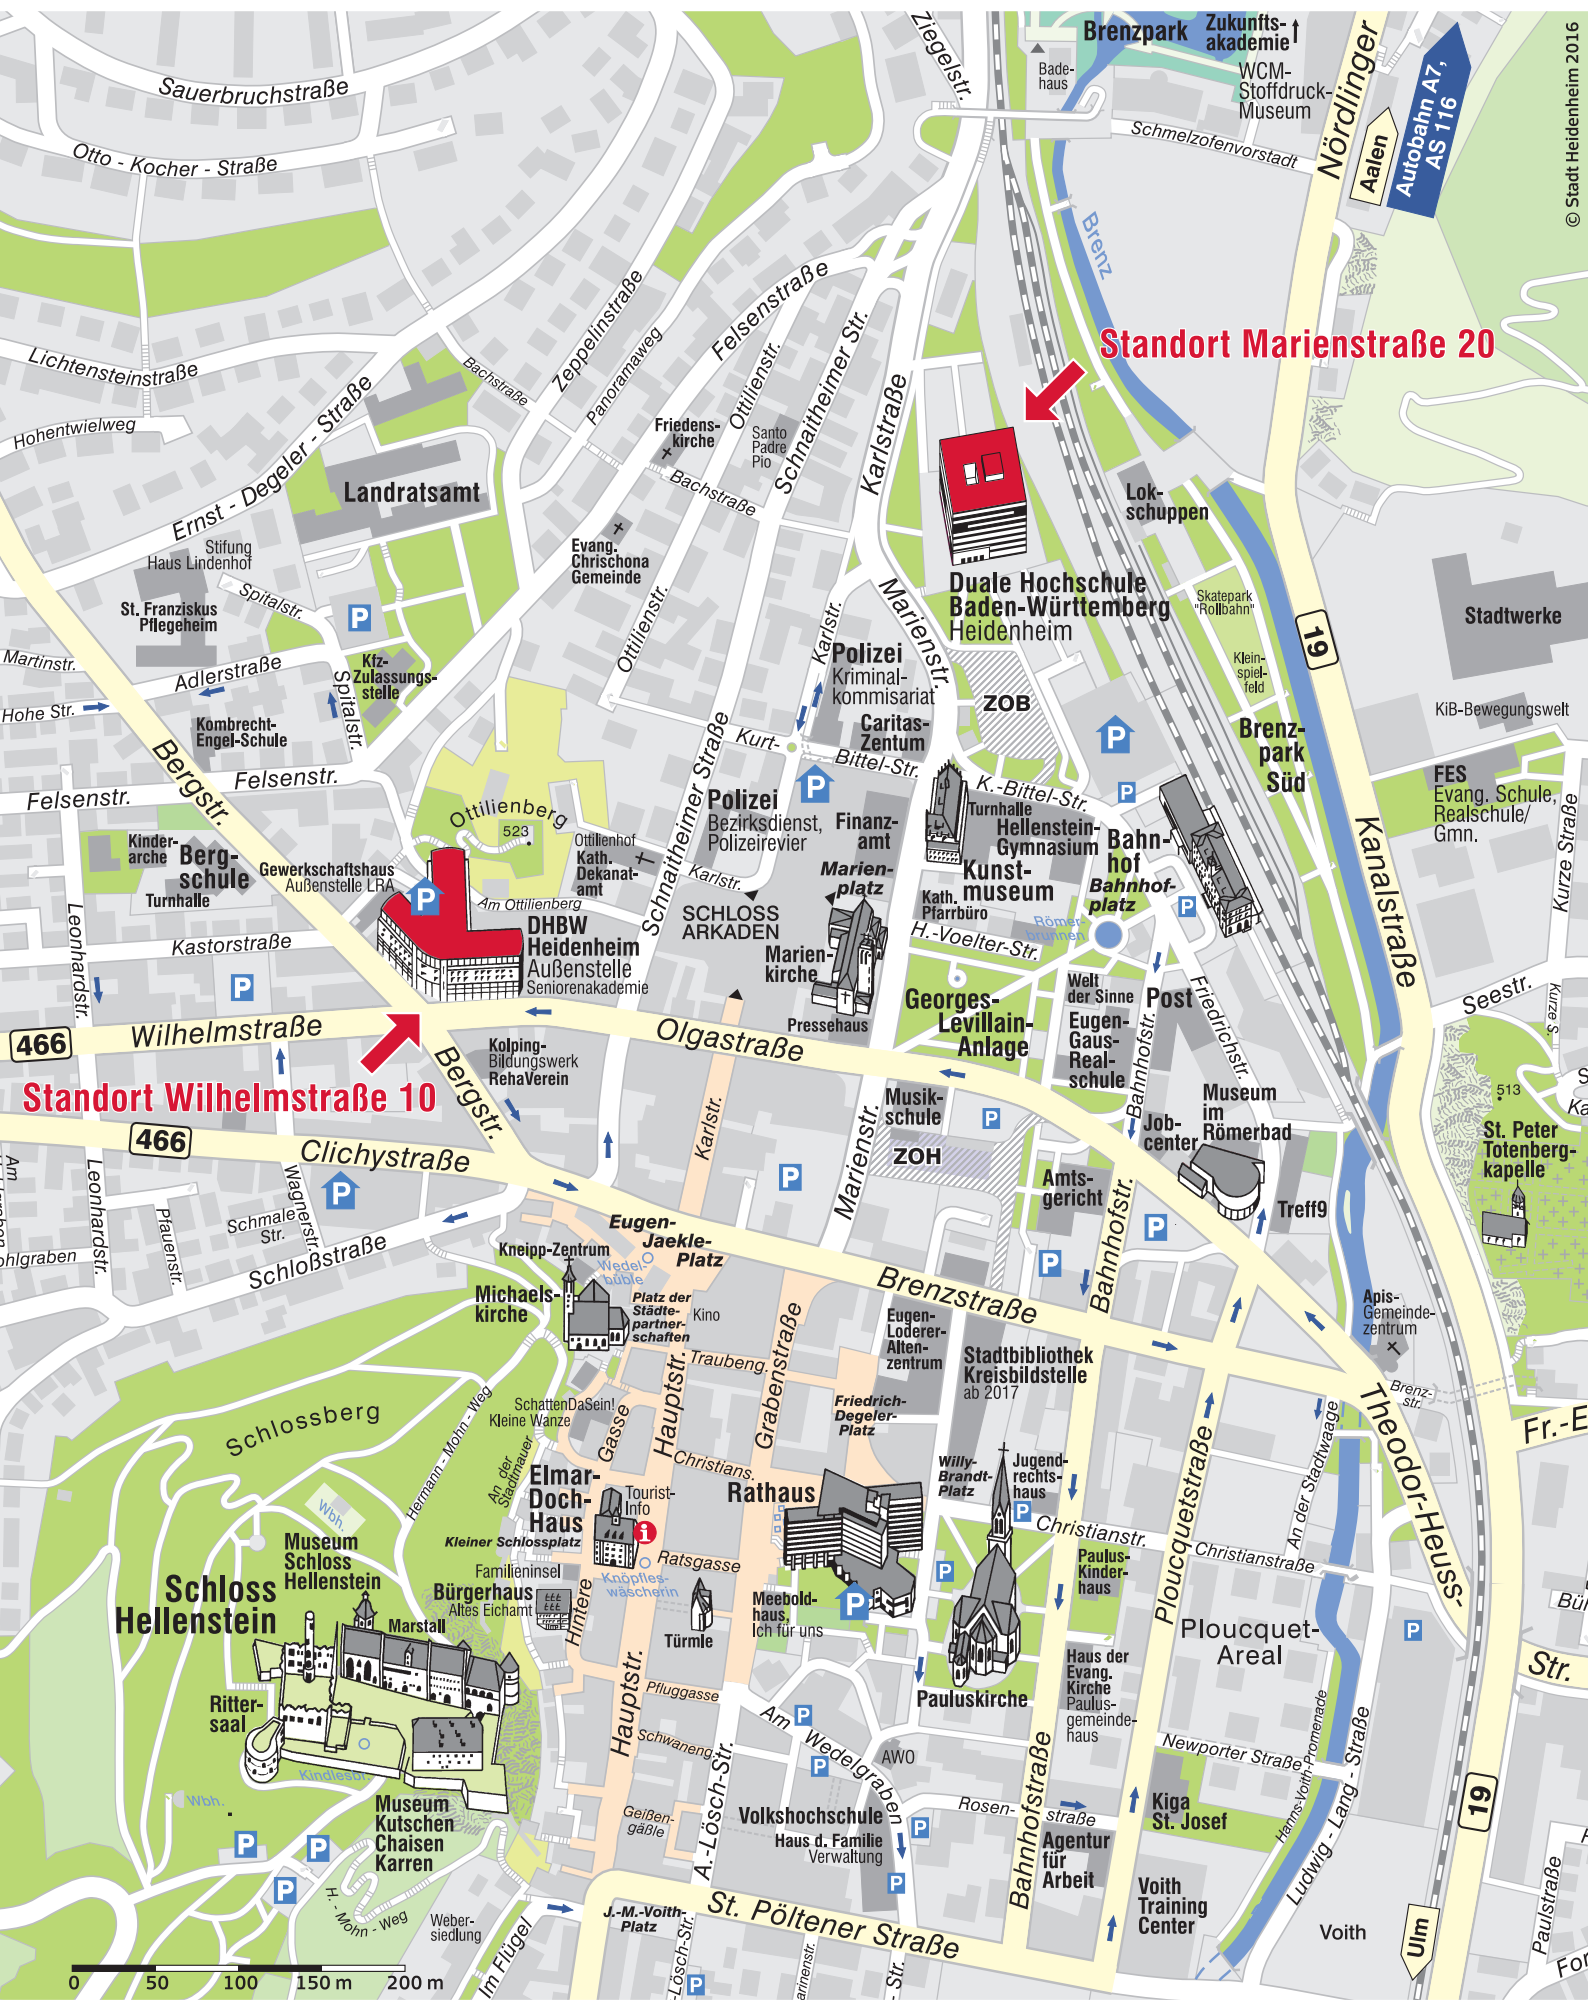 Sauerbruchstraße
Otto - Kocher - Straße
Ziegelstr.
Brenzpark
Zukunfts-
akademie
Bade-
haus
WCM-
Stoffdruck-
Museum
Schmelzofenvorstadt
Nördlinger
Aalen
Autobahn A7,
AS 116
© Stadt Heidenheim 2016
Brenz
Lichtensteinstraße
Hohentwielweg
Ernst - Degeler - Straße
Bachstraße
Zeppelinstraße
Panoramaweg
Felsenstraße
Ottilienstr.
Schnaitheimer Str.
Karlstraße
Standort Marienstraße 20
Friedens-
kirche
Santo
Padre
Pio
Bachstraße
Landratsamt
Lok-
schuppen
Stifung
Haus Lindenhof
Evang.
Chrischona
Gemeinde
Duale Hochschule
Baden-Württemberg
Heidenheim
Skatepark
"Rollbahn"
Stadtwerke
St. Franziskus
Pflegeheim
Spitalstr.
P
Ottilienstr.
Karlstr.
Marienstr.
19
Martinstr.
Adlerstraße
Kfz-
Zulassungs-
stelle
Spitalstr.
Polizei
Kriminal-
kommisariat
Klein-
spiel-
feld
Hohe Str.
Kombrecht-
Engel-Schule
Caritas-
Zentum
ZOB
KiB-Bewegungswelt
Kurt-
Bittel-Str.
P
Brenz-
park
Süd
Bergstr.
Felsenstr.
Felsenstr.
Schnaitheimer Straße
P
K.-Bittel-Str.
P
FES
Evang. Schule,
Realschule/
Gmn.
Kurze Straße
Polizei
Bezirksdienst,
Polizeirevier
Finanz-
amt
Turnhalle
Hellenstein-
Gymnasium
Bahn-
hof
Kanalstraße
Ottilienberg
523
Ottilienhof
Kath.
Dekanat-
amt
Kinder-
arche
Berg-
schule
Turnhalle
Gewerkschaftshaus
Außenstelle LRA
P
Karlstr.
Marien-
platz
Kunst-
museum
Bahnhof-
platz
Kath.
Pfarrbüro
P
Am Ottilienberg
SCHLOSS
ARKADEN
Römer-
brunnen
H.-Voelter-Str.
Leonhardstr.
Kastorstraße
P
DHBW
Heidenheim
Außenstelle
Seniorenakademie
Marien-
kirche
Welt
der Sinne
Post
Friedrichstr.
Seestr.
Kurze S.
466
Wilhelmstraße
Olgastraße
Pressehaus
Georges-
Levillain-
Anlage
Eugen-
Gaus-
Real-
schule
Bahnhofstr.
Kolping-
Bildungswerk
RehaVerein
Standort Wilhelmstraße 10
Bergstr.
Karlstr.
Musik-
schule
P
Museum
im
Römerbad
513
Job-
center
St. Peter
Totenberg-
kapelle
466
Clichystraße
P
Marienstr.
ZOH
P
Amts-
gericht
Treff9
Am
Leonhardstr.
Pfauenstr.
Schmale
Str.
Wagnerstr.
Schloßstraße
Eugen-
Jaekle-
Platz
P
P
Bahnhofstr.
Kneipp-Zentrum
Wedel-
büble
Michaels-
kirche
Platz der
Städte-
partner-
schaften
Kino
Brenzstraße
Apis-
Gemeinde-
zentrum
Eugen-
Loderer-
Alten-
zentrum
Stadtbibliothek
Kreisbildstelle
ab 2017
Traubeng.
Grabenstraße
Hauptstr.
Brenz-
str.
Theodor-Heuss-
Fr.-E
Schlossberg
Hermann - Mohn - Weg
SchattenDaSein!
Kleine Wanze
Gasse
Friedrich-
Degeler-
Platz
An der
Stadtmauer
Christians.
Willy-
Brandt-
Platz
Jugend-
rechts-
haus
P
Ploucquetstraße
An der Stadtwaage
Elmar-
Doch-
Haus
Tourist-
Info
i
Rathaus
Wbh.
Kleiner Schlossplatz
Christianstr.
Christianstraße
Museum
Schloss
Hellenstein
Ratsgasse
Knöpfles-
wäscherin
Paulus-
Kinder-
haus
P
Familieninsel
Bürgerhaus
Altes Eichamt
Schloss
Hellenstein
Marstall
Hintere
Türmle
Meebold-
haus,
Ich für uns
P
P
Ploucquet-
Areal
Str.
Hauptstr.
Haus der
Evang.
Kirche
Paulus-
gemeinde-
haus
Ritter-
saal
Pfluggasse
Pauluskirche
Am
Wedelgraben
P
Schwaneng.
P
AWO
Newporter Straße
Hanns-Voith-Promenade
Ludwig - Lang - Straße
Kindlesbr.
Wbh.
Museum
Kutschen
Chaisen
Karren
A.-Lösch-Str.
Geißen-
gäßle
Volkshochschule
Haus d. Familie
Verwaltung
P
Rosen-
straße
Bahnhofstraße
Kiga
St. Josef
19
P
P
P
Agentur
für
Arbeit
H. - Mohn - Weg
Weber-
siedlung
Im Flügel
J.-M.-Voith-
Platz
St. Pöltener Straße
P
Voith
Training
Center
Voith
Ulm
Paulstraße
-Lösch-Str.
P
arinenstr.
- Str.
0 50 100 150 m 200 m